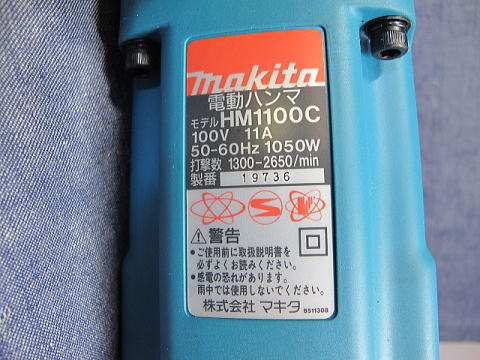 makita
電動ハンマ
モデル HM1100C
100V 11A
50-60Hz 1050W
打撃数 1300-2650/min
製番 19736
⚠警告
●ご使用前に取扱説明書を
必ずよくお読みください。
●感電の恐れがあります。
雨中では使用しないでください。
株式会社 マキタ 8511308